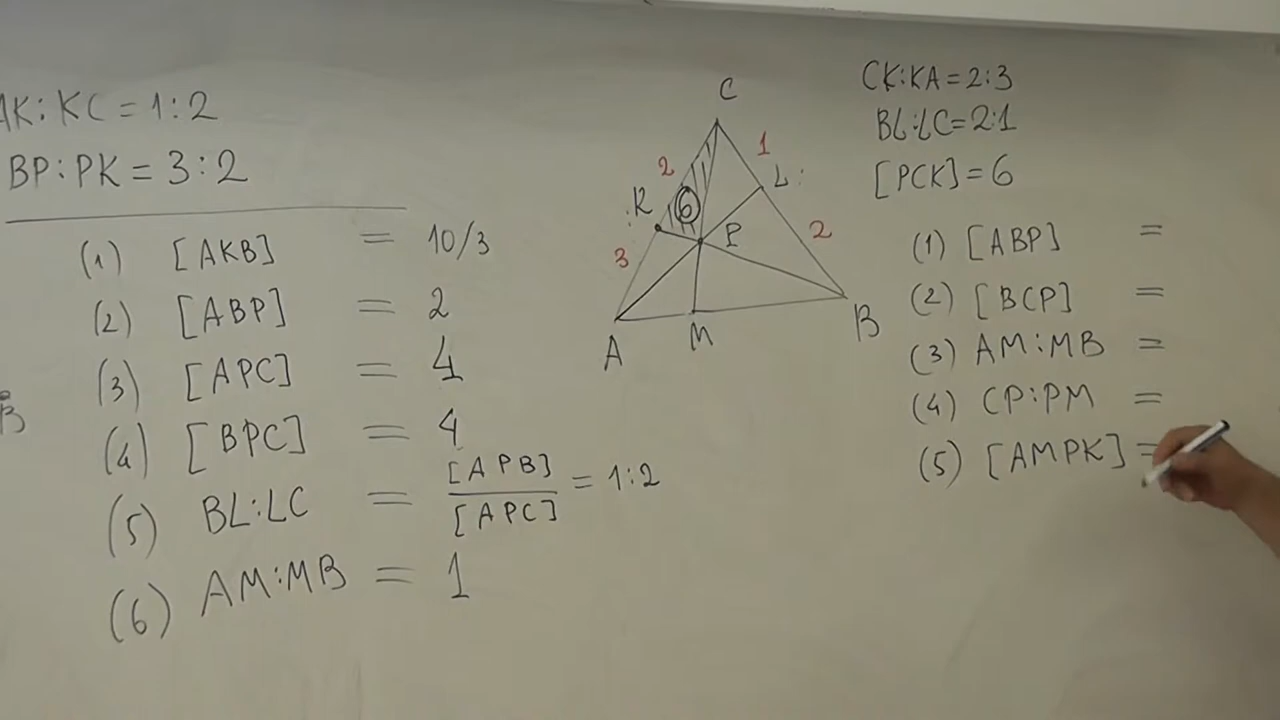 AK:KC=1:2
BP:PK=3:2
(1) [AKB] = 10/3
(2) [ABP] = 2
(3) [APC] = 4
(4) [BPC] = 4
(5) BL:LC = [APB]/[APC] = 1:2
(6) AM:MB = 1
B
C
2
1
K
6
L
P
3
2
A
M
B
CK:KA=2:3
BL:LC=2:1
[PCK]=6
(1) [ABP] =
(2) [BCP] =
(3) AM:MB =
(4) CP:PM =
(5) [AMPK] =